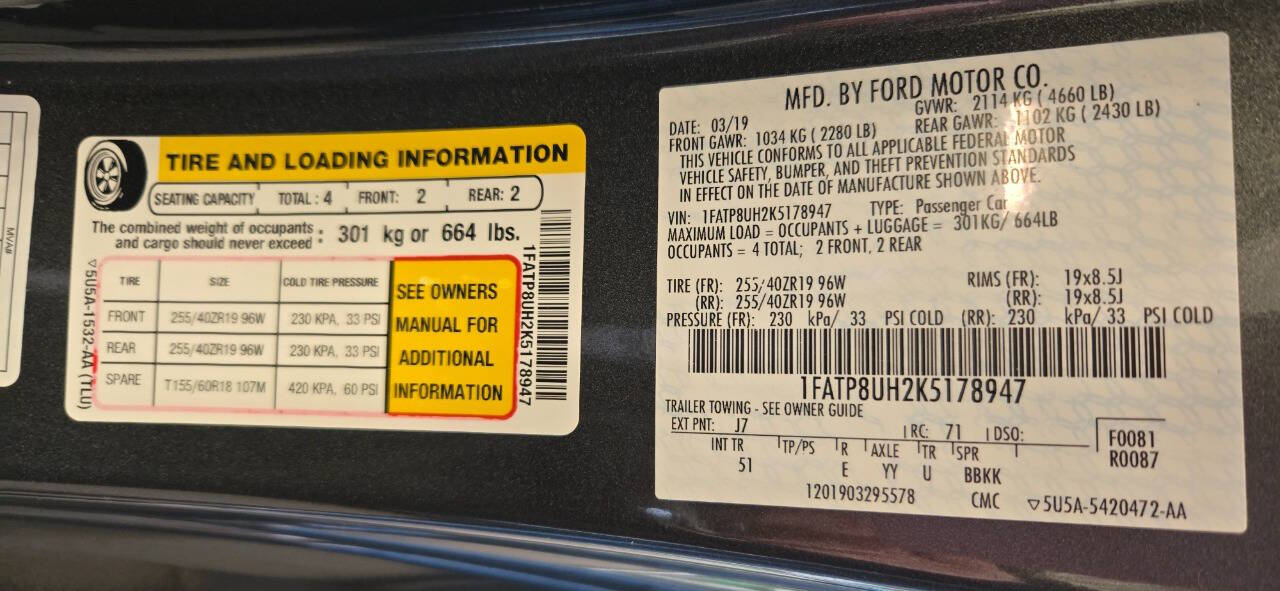 MVA#
TIRE AND LOADING INFORMATION
SEATING CAPACITY TOTAL : 4 FRONT: 2 REAR: 2
The combined weight of occupants
and cargo should never exceed : 301 kg or 664 lbs.
TIRE SIZE COLD TIRE PRESSURE
FRONT 255/40ZR19 96W 230 KPA, 33 PSI
REAR 255/40ZR19 96W 230 KPA, 33 PSI
SPARE T155/60R18 107M 420 KPA, 60 PSI
SEE OWNERS
MANUAL FOR
ADDITIONAL
INFORMATION
5U5A-1532-AA (TLU)
1FATP8UH2K5178947
MFD. BY FORD MOTOR CO.
DATE: 03/19 GVWR: 2114 KG ( 4660 LB)
FRONT GAWR: 1034 KG ( 2280 LB) REAR GAWR: 1102 KG ( 2430 LB)
THIS VEHICLE CONFORMS TO ALL APPLICABLE FEDERAL MOTOR
VEHICLE SAFETY, BUMPER, AND THEFT PREVENTION STANDARDS
IN EFFECT ON THE DATE OF MANUFACTURE SHOWN ABOVE.
VIN: 1FATP8UH2K5178947 TYPE: Passenger Car
MAXIMUM LOAD = OCCUPANTS + LUGGAGE = 301KG/ 664LB
OCCUPANTS = 4 TOTAL; 2 FRONT, 2 REAR
TIRE (FR): 255/40ZR19 96W RIMS (FR): 19x8.5J
(RR): 255/40ZR19 96W (RR): 19x8.5J
PRESSURE (FR): 230 kPa/ 33 PSI COLD (RR): 230 kPa/ 33 PSI COLD
1FATP8UH2K5178947
TRAILER TOWING - SEE OWNER GUIDE
EXT PNT: J7 RC: 71 DSO: F0081
INT TR TP/PS R AXLE TR SPR R0087
51 E YY U BBKK
1201903295578 CMC 5U5A-5420472-AA